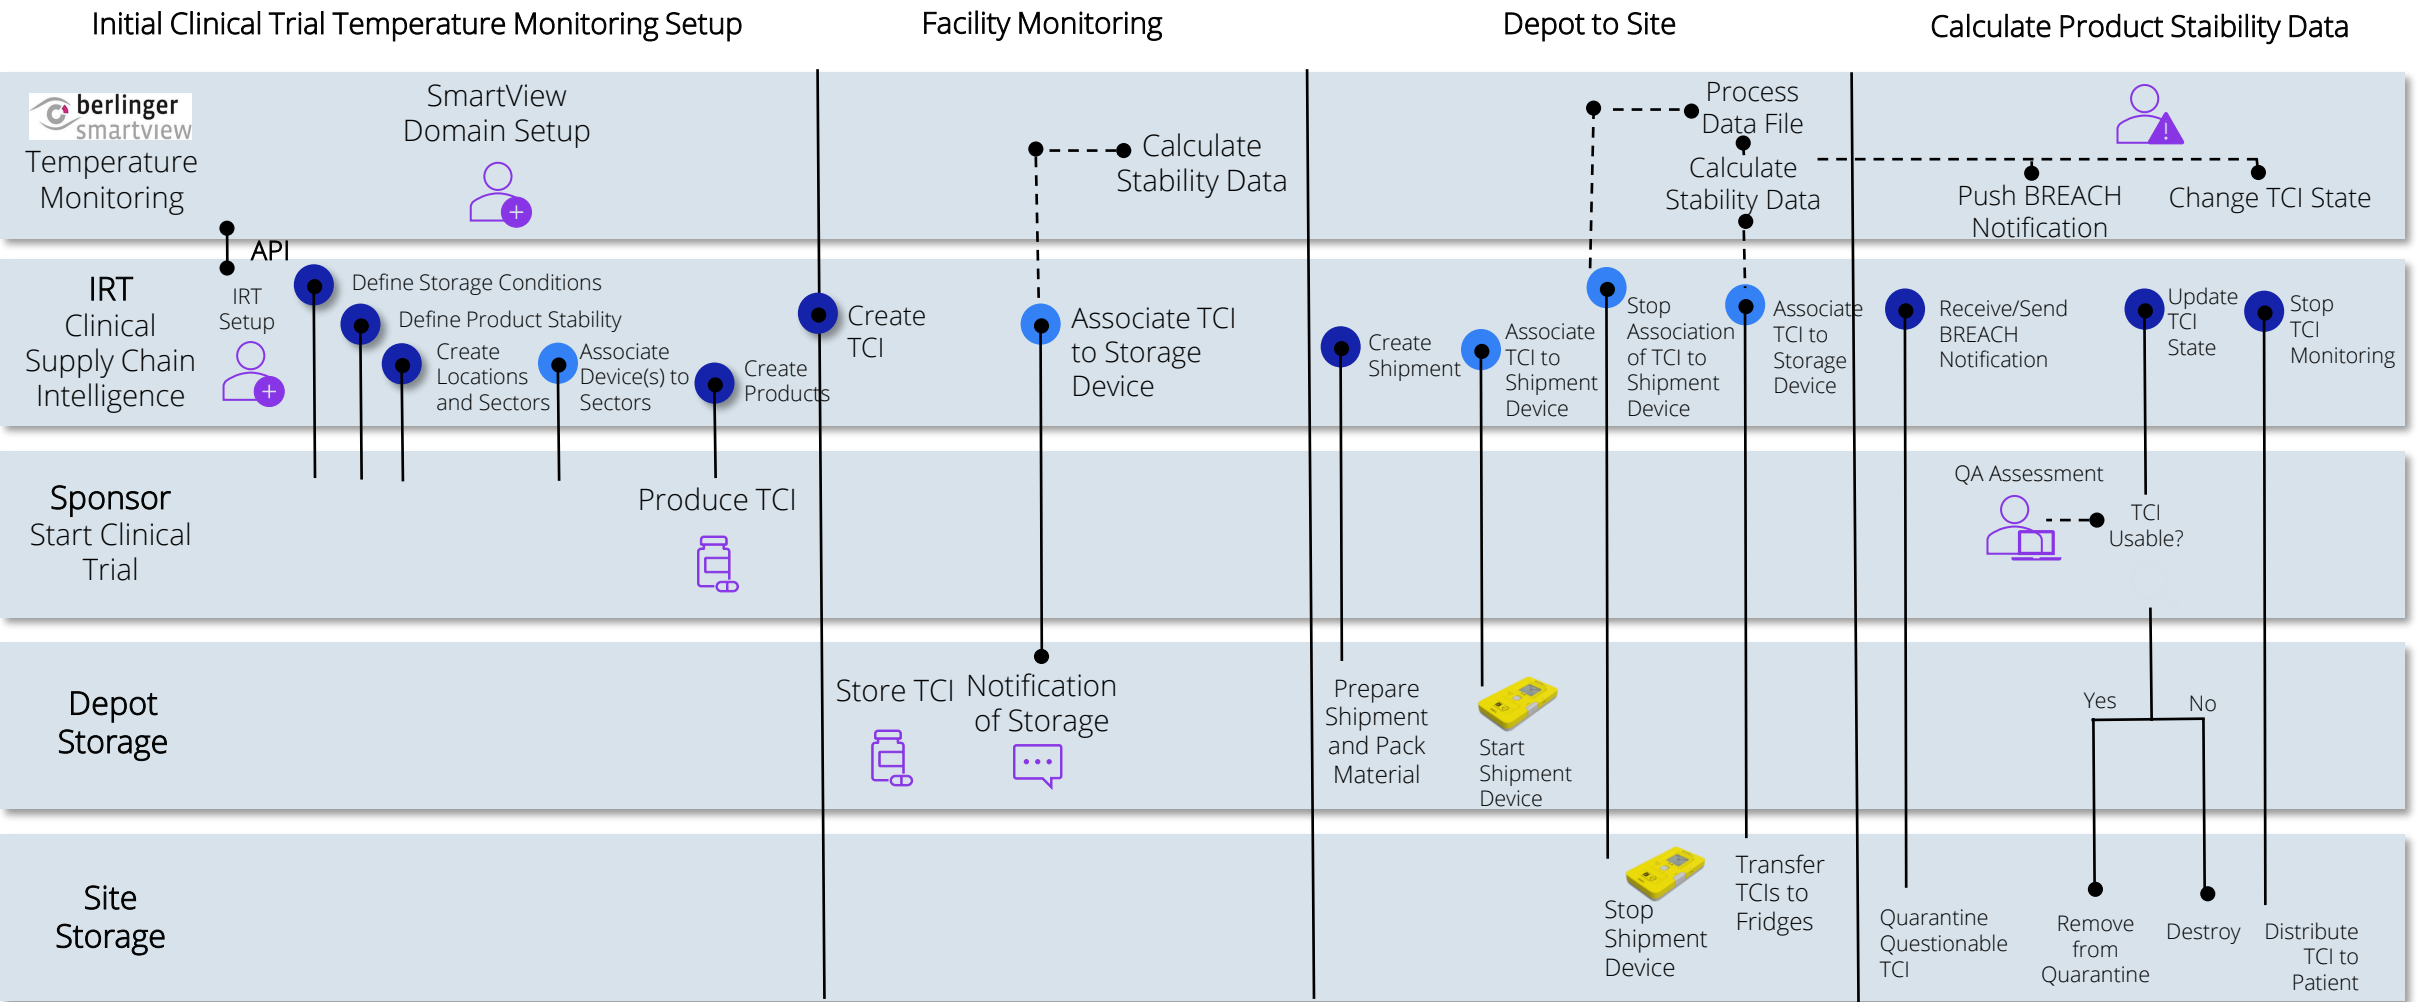 Initial Clinical Trial Temperature Monitoring Setup
Facility Monitoring
Depot to Site
Calculate Product Staibility Data
berlinger
smartview
Temperature
Monitoring
SmartView
Domain Setup
Calculate
Stability Data
Process
Data File
Calculate
Stability Data
Push BREACH
Notification
Change TCI State
API
IRT
Clinical
Supply Chain
Intelligence
IRT
Setup
Define Storage Conditions
Define Product Stability
Create
Locations
and Sectors
Associate
Device(s) to
Sectors
Create
Products
Create
TCI
Associate TCI
to Storage
Device
Create
Shipment
Associate
TCI to
Shipment
Device
Stop
Association
of TCI to
Shipment
Device
Associate
TCI to
Storage
Device
Receive/Send
BREACH
Notification
Update
TCI
State
Stop
TCI
Monitoring
Sponsor
Start Clinical
Trial
Produce TCI
QA Assessment
TCI
Usable?
Depot
Storage
Store TCI
Notification
of Storage
Prepare
Shipment
and Pack
Material
Start
Shipment
Device
Yes
No
Site
Storage
Stop
Shipment
Device
Transfer
TCIs to
Fridges
Quarantine
Questionable
TCI
Remove
from
Quarantine
Destroy
Distribute
TCI to
Patient